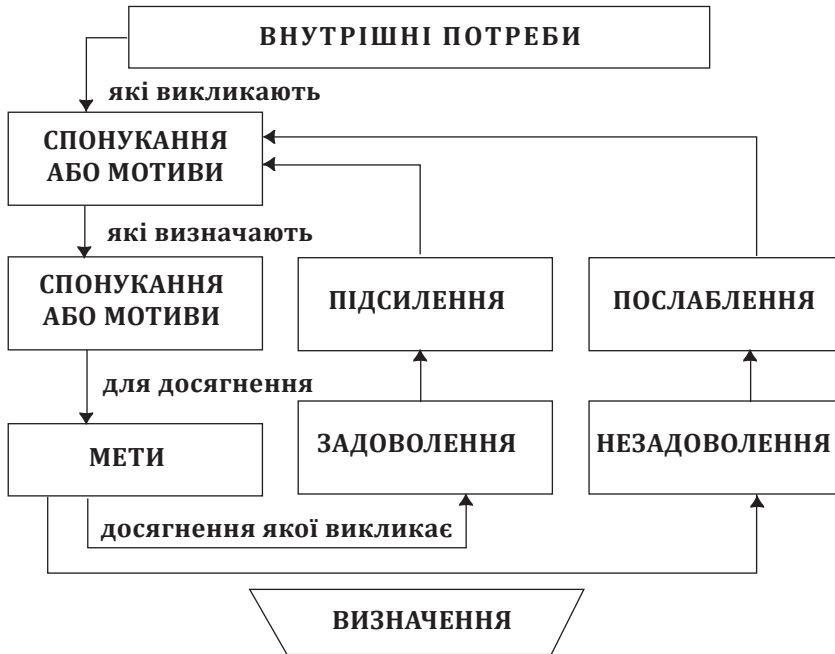 ВНУТРІШНІ ПОТРЕБИ
які викликають
СПОНУКАННЯ
АБО МОТИВИ
які визначають
СПОНУКАННЯ
АБО МОТИВИ
ПІДСИЛЕННЯ
ПОСЛАБЛЕННЯ
для досягнення
МЕТИ
ЗАДОВОЛЕННЯ
НЕЗАДОВОЛЕННЯ
досягнення якої викликає
ВИЗНАЧЕННЯ